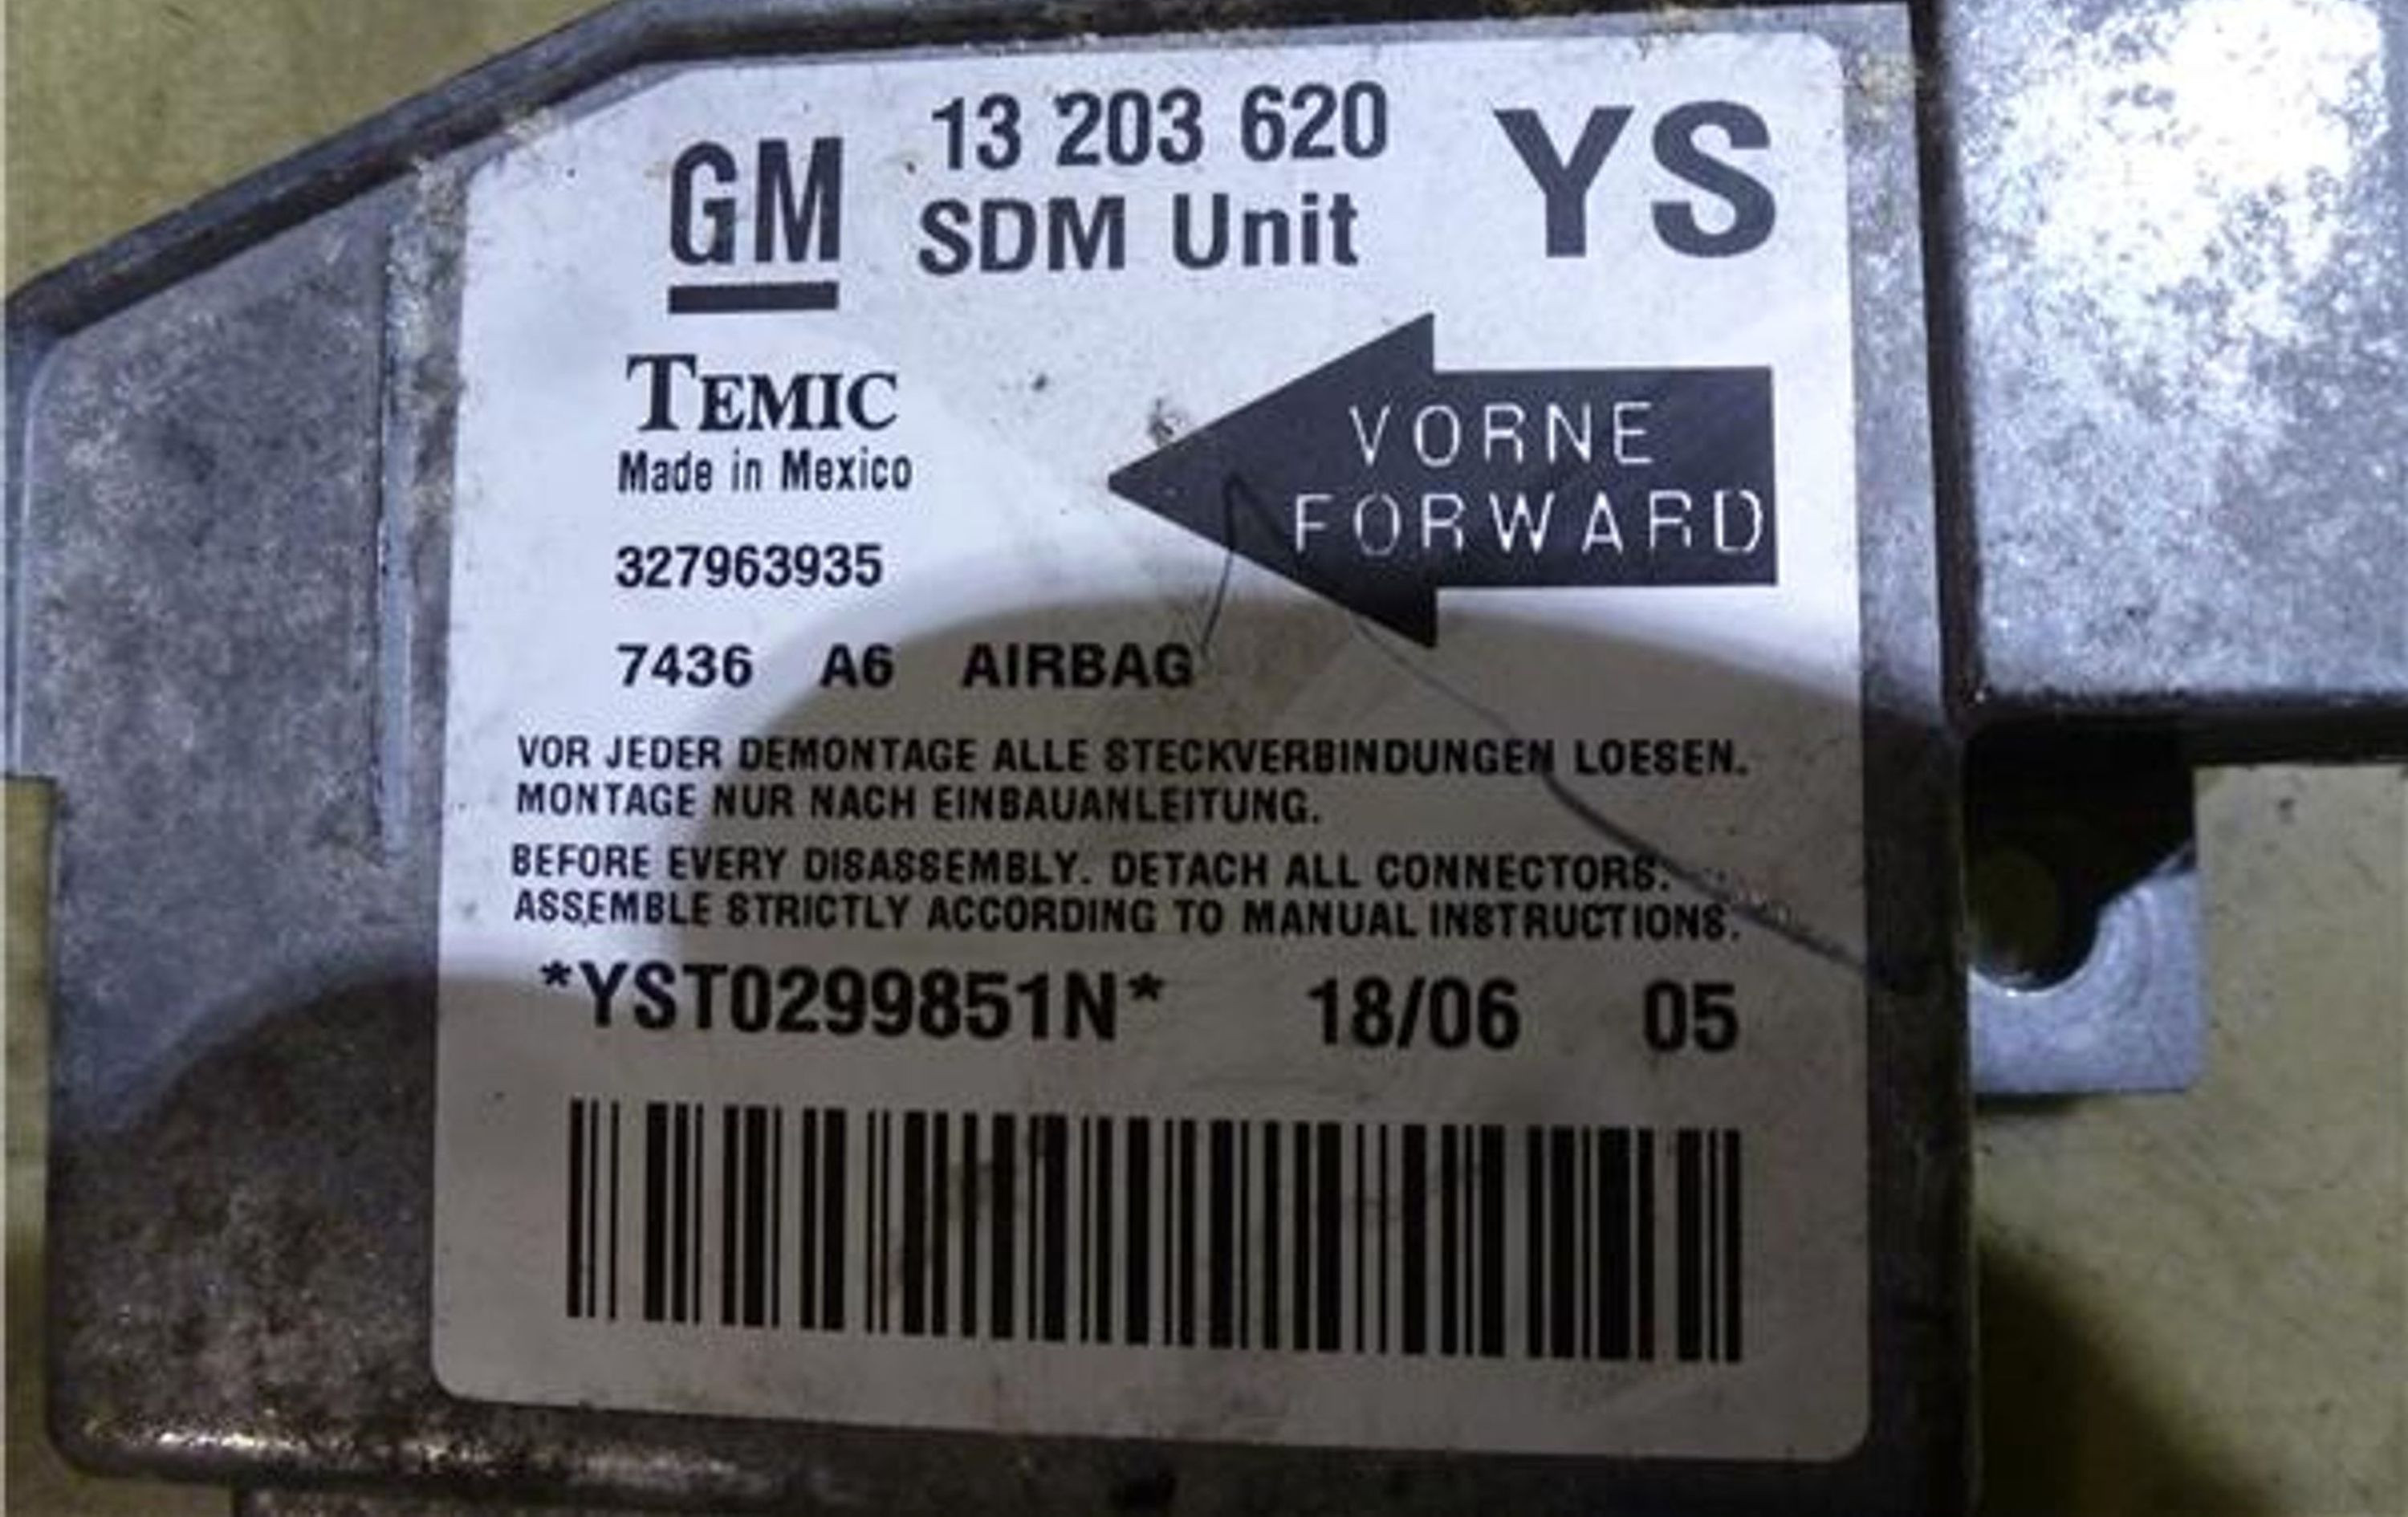 GM 13 203 620 YS
SDM Unit
TEMIC
Made in Mexico
VORNE
FORWARD
327963935
7436 A6 AIRBAG
VOR JEDER DEMONTAGE ALLE STECKVERBINDUNGEN LOESEN.
MONTAGE NUR NACH EINBAUANLEITUNG.
BEFORE EVERY DISASSEMBLY. DETACH ALL CONNECTORS.
ASSEMBLE STRICTLY ACCORDING TO MANUAL INSTRUCTIONS.
*YST0299851N* 18/06 05